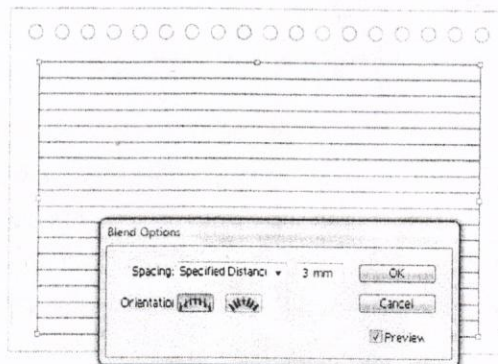 Blend Options
Spacing: Specified Distanc 3 mm OK
Orientatio Cancel
Preview